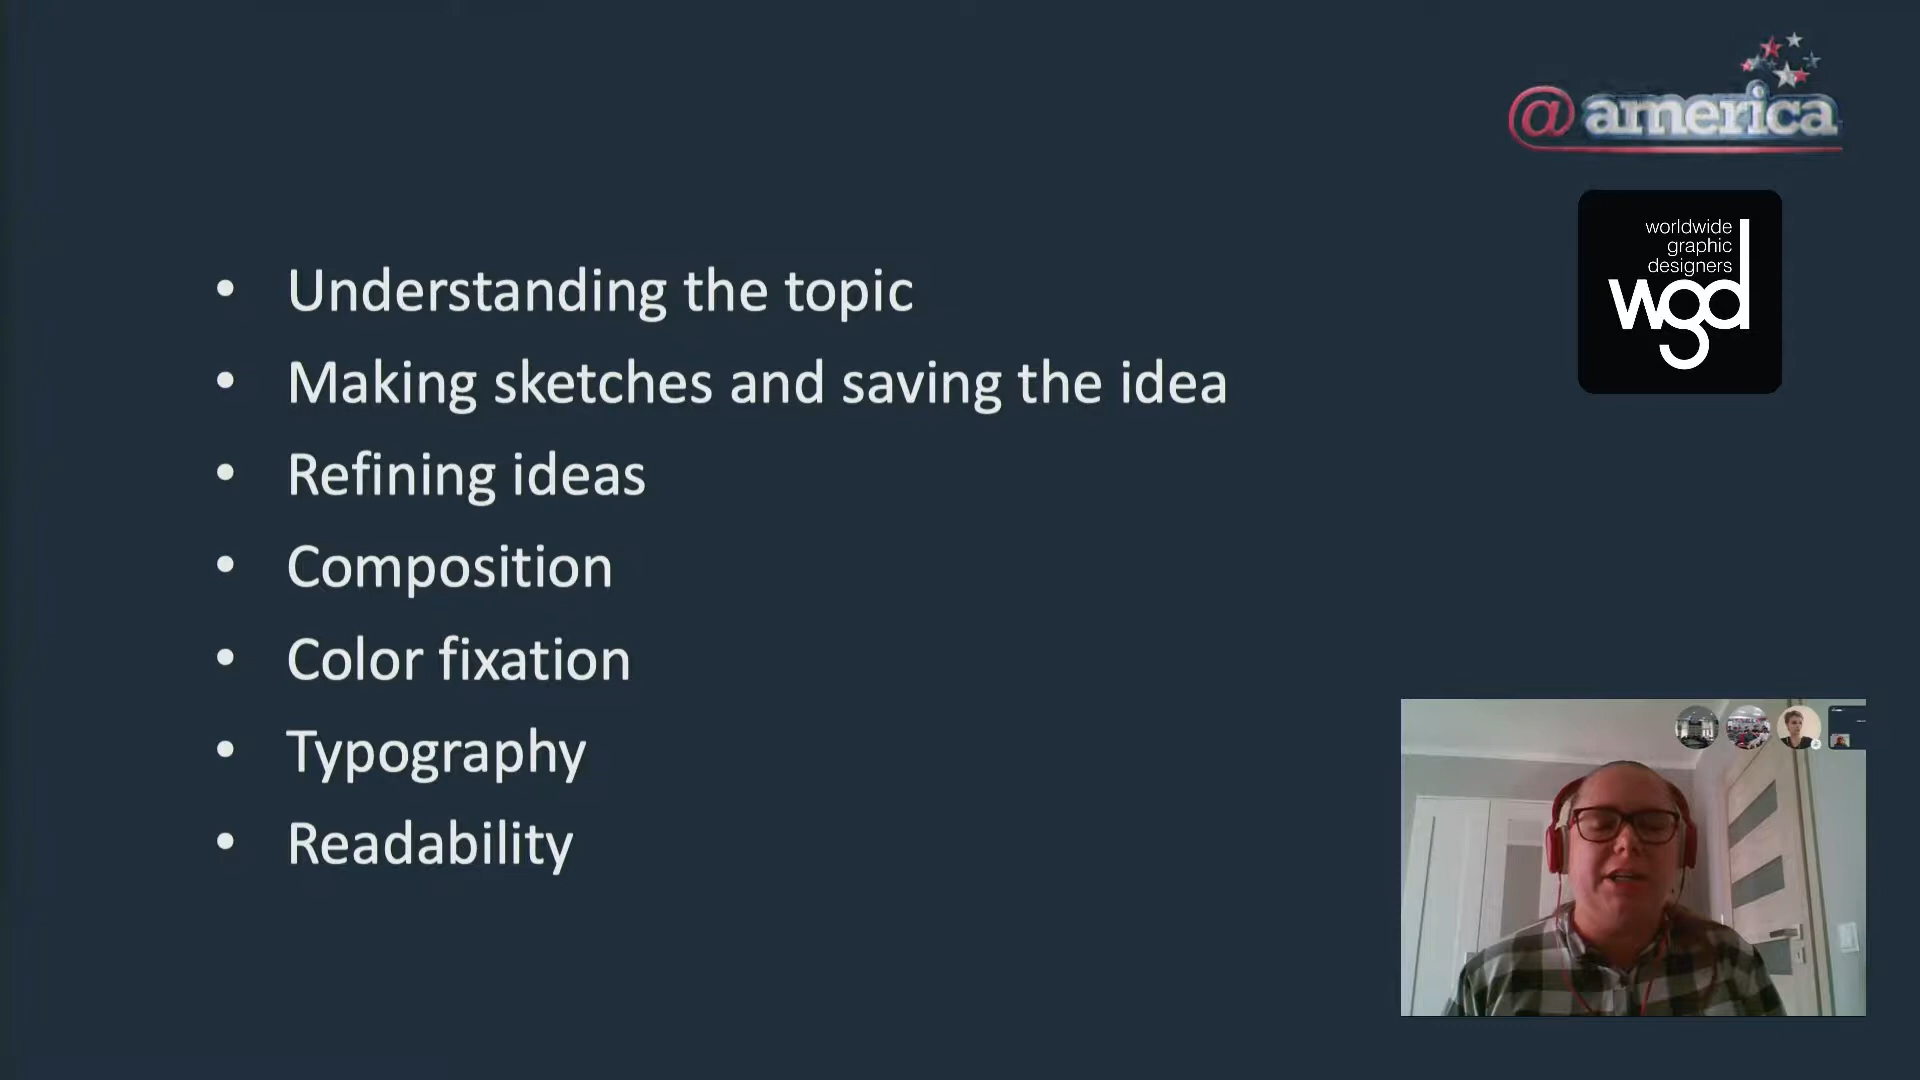 @america
worldwide
graphic
designers
wgd
• Understanding the topic
• Making sketches and saving the idea
• Refining ideas
• Composition
• Color fixation
• Typography
• Readability